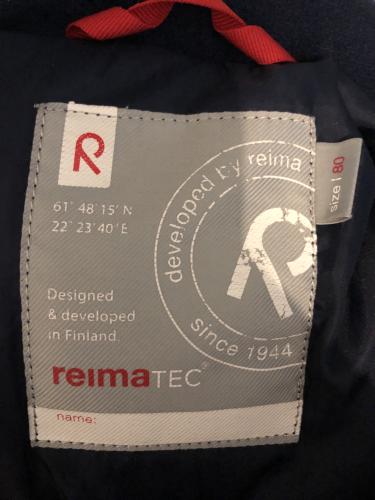 R
61° 48'15' N
22° 23'40' E
Designed
& developed
in Finland.
reimaTEC®
name:
developed by reima
R
since 1944
size | 80